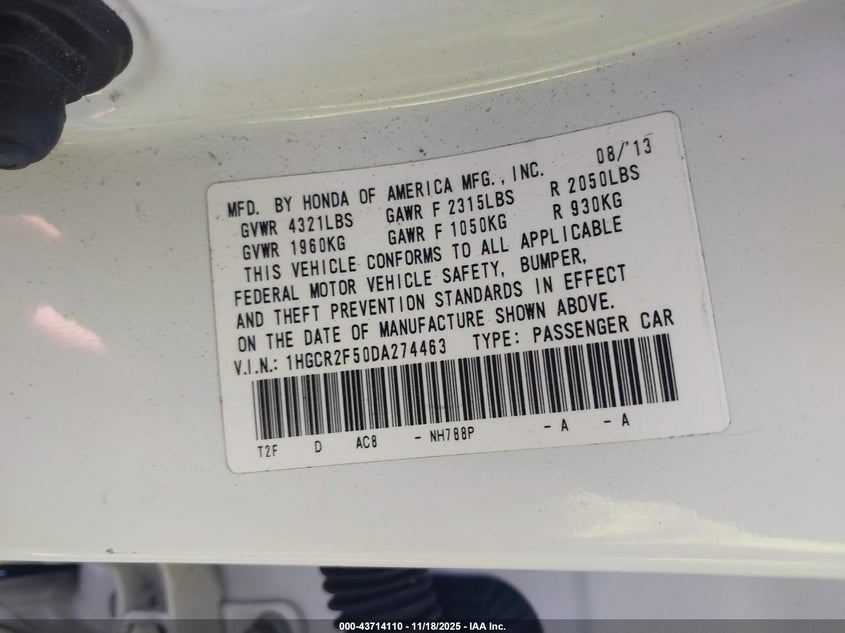 MFD. BY HONDA OF AMERICA MFG., INC. 08/'13
GVWR 4321LBS GAWR F 2315LBS R 2050LBS
GVWR 1960KG GAWR F 1050KG R 930KG
THIS VEHICLE CONFORMS TO ALL APPLICABLE
FEDERAL MOTOR VEHICLE SAFETY, BUMPER,
AND THEFT PREVENTION STANDARDS IN EFFECT
ON THE DATE OF MANUFACTURE SHOWN ABOVE.
V.I.N.: 1HGCR2F50DA274463 TYPE: PASSENGER CAR
T2F D AC8 - NH788P - A - A
000-43714110 - 11/18/2025 - IAA Inc.